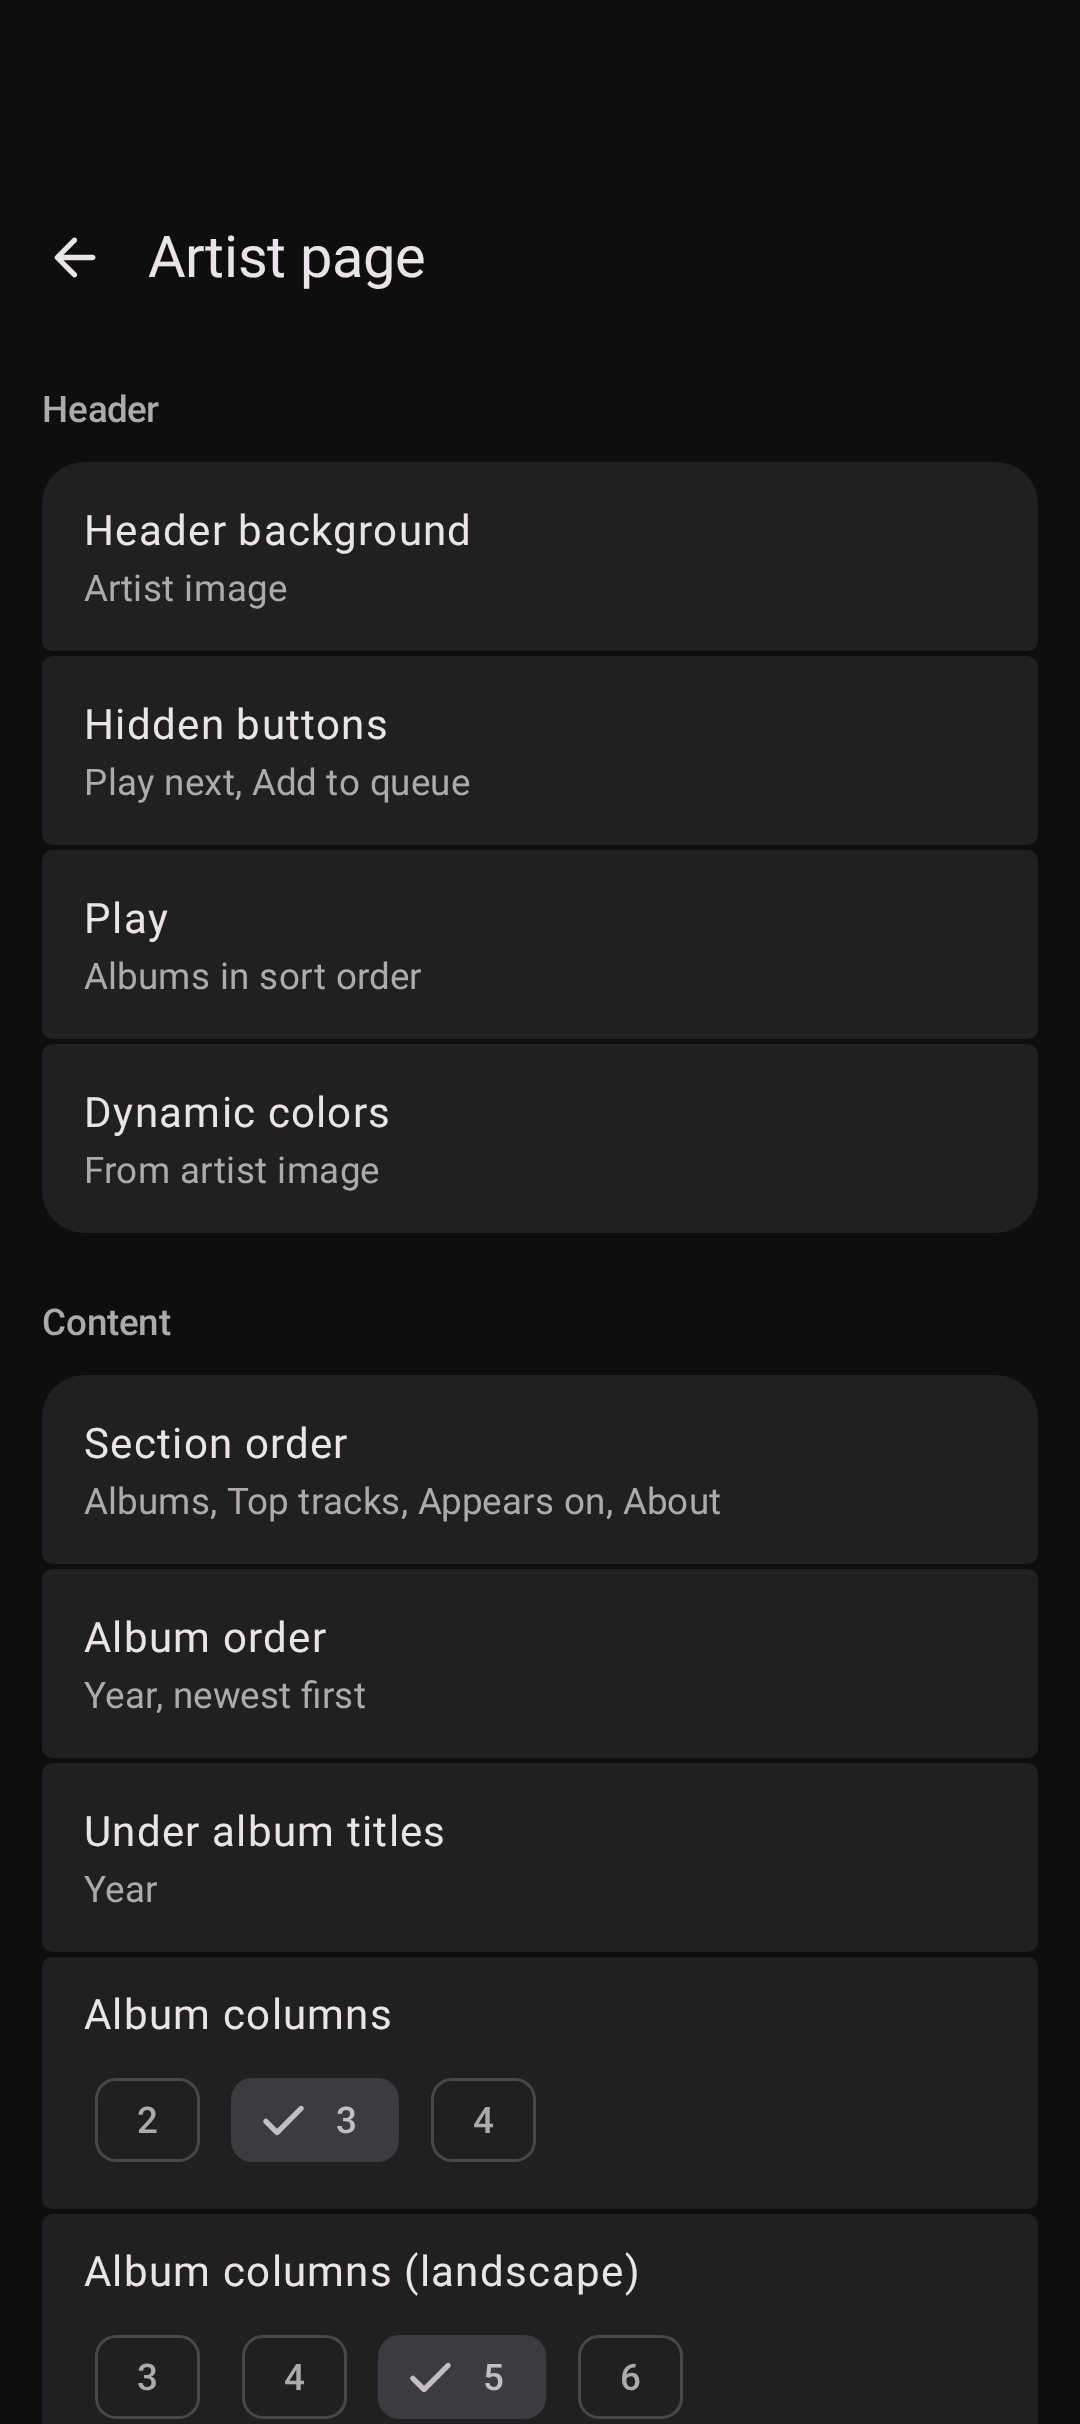 Artist page
Header
Header background
Artist image
Hidden buttons
Play next, Add to queue
Play
Albums in sort order
Dynamic colors
From artist image
Content
Section order
Albums, Top tracks, Appears on, About
Album order
Year, newest first
Under album titles
Year
Album columns
2 3 4
Album columns (landscape)
3 4 5 6